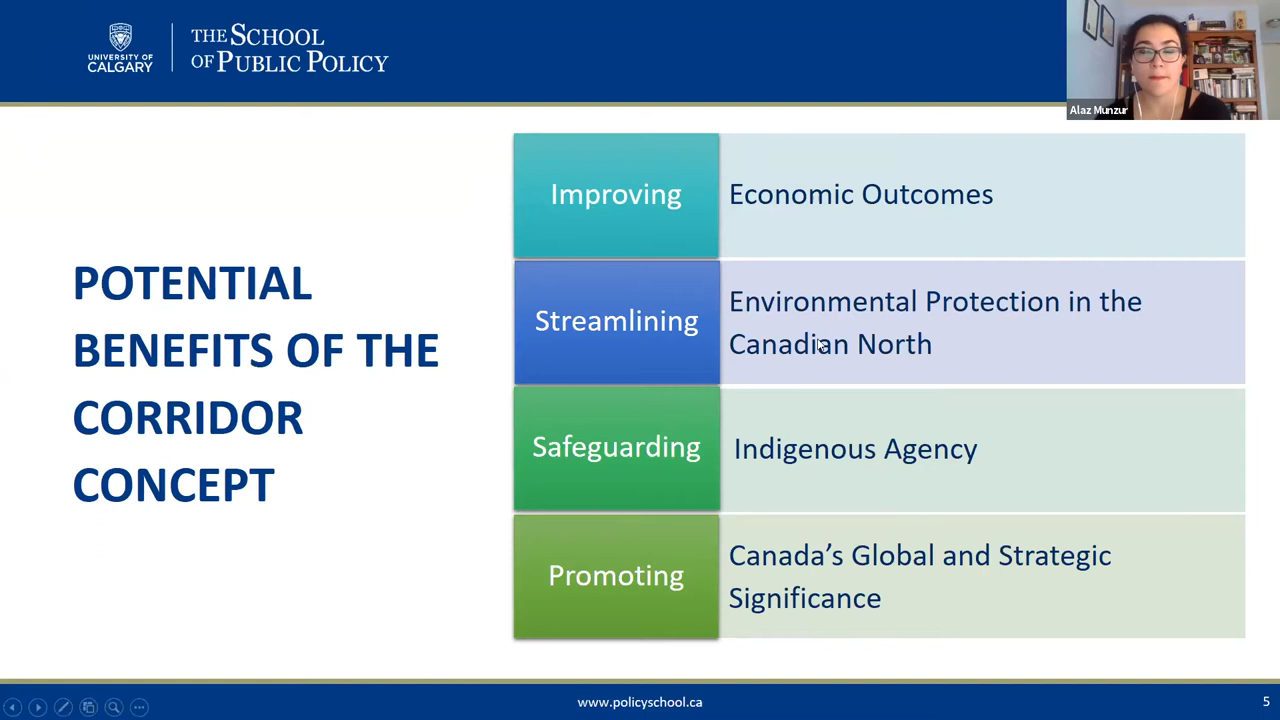 UNIVERSITY OF
CALGARY
THE SCHOOL
OF PUBLIC POLICY
Alaz Munzur
POTENTIAL
BENEFITS OF THE
CORRIDOR
CONCEPT
Improving
Economic Outcomes
Streamlining
Environmental Protection in the
Canadian North
Safeguarding
Indigenous Agency
Promoting
Canada’s Global and Strategic
Significance
www.policyschool.ca
5